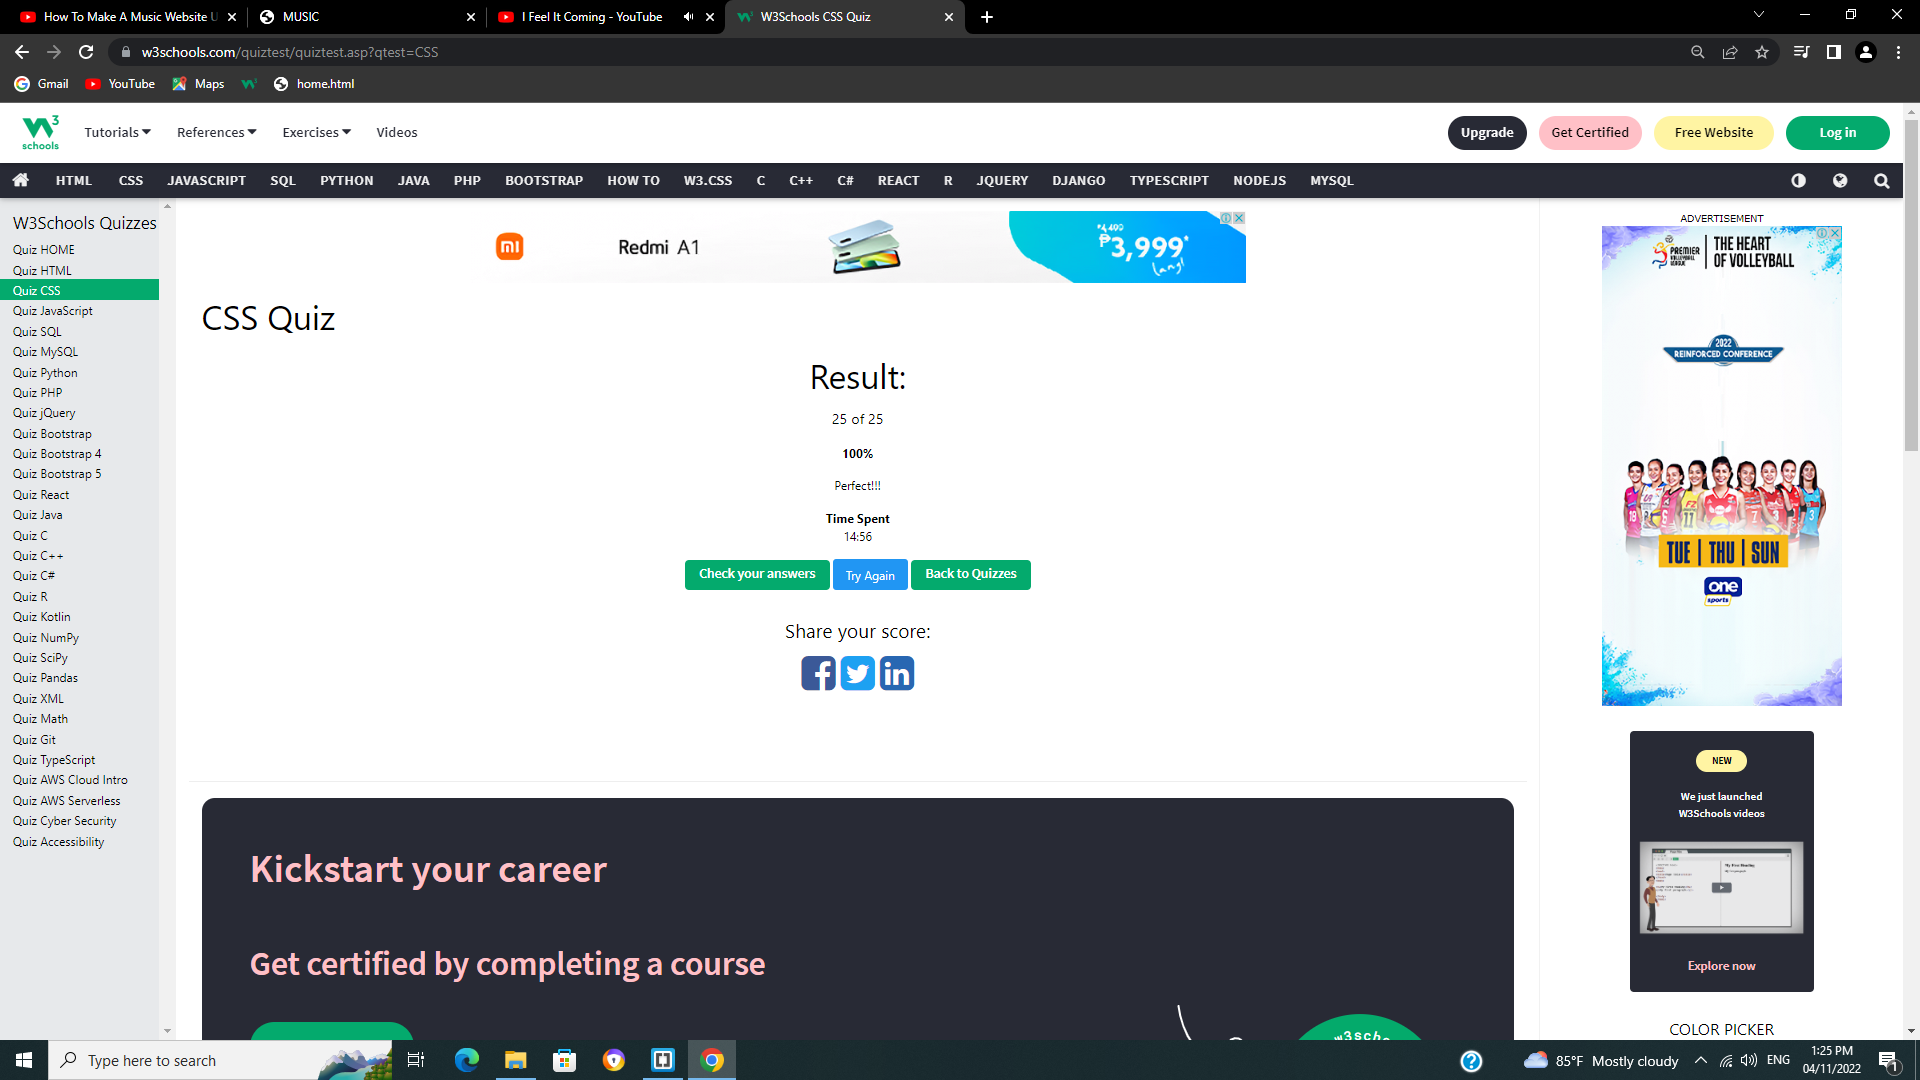 How To Make A Music Website U
MUSIC
I Feel It Coming - YouTube
W3Schools CSS Quiz
w3schools.com/quiztest/quiztest.asp?qtest=CSS
Gmail
YouTube
Maps
home.html
W3 schools
Tutorials
References
Exercises
Videos
Upgrade
Get Certified
Free Website
Log in
HTML
CSS
JAVASCRIPT
SQL
PYTHON
JAVA
PHP
BOOTSTRAP
HOW TO
W3.CSS
C
C++
C#
REACT
R
JQUERY
DJANGO
TYPESCRIPT
NODEJS
MYSQL
W3Schools Quizzes
Quiz HOME
Quiz HTML
Quiz CSS
Quiz JavaScript
Quiz SQL
Quiz MySQL
Quiz Python
Quiz PHP
Quiz jQuery
Quiz Bootstrap
Quiz Bootstrap 4
Quiz Bootstrap 5
Quiz React
Quiz Java
Quiz C
Quiz C++
Quiz C#
Quiz R
Quiz Kotlin
Quiz NumPy
Quiz SciPy
Quiz Pandas
Quiz XML
Quiz Math
Quiz Git
Quiz TypeScript
Quiz AWS Cloud Intro
Quiz AWS Serverless
Quiz Cyber Security
Quiz Accessibility
mi
Redmi A1
₱4,490
₱3,999*
lang!
CSS Quiz
Result:
25 of 25
100%
Perfect!!!
Time Spent
14:56
Check your answers
Try Again
Back to Quizzes
Share your score:
Kickstart your career
Get certified by completing a course
w3scho
ADVERTISEMENT
PREMIER
VOLLEYBALL
LEAGUE
THE HEART
OF VOLLEYBALL
2022
REINFORCED CONFERENCE
TUE | THU | SUN
one
sports
NEW
We just launched
W3Schools videos
Explore now
COLOR PICKER
Type here to search
85°F Mostly cloudy
ENG
1:25 PM
04/11/2022
1